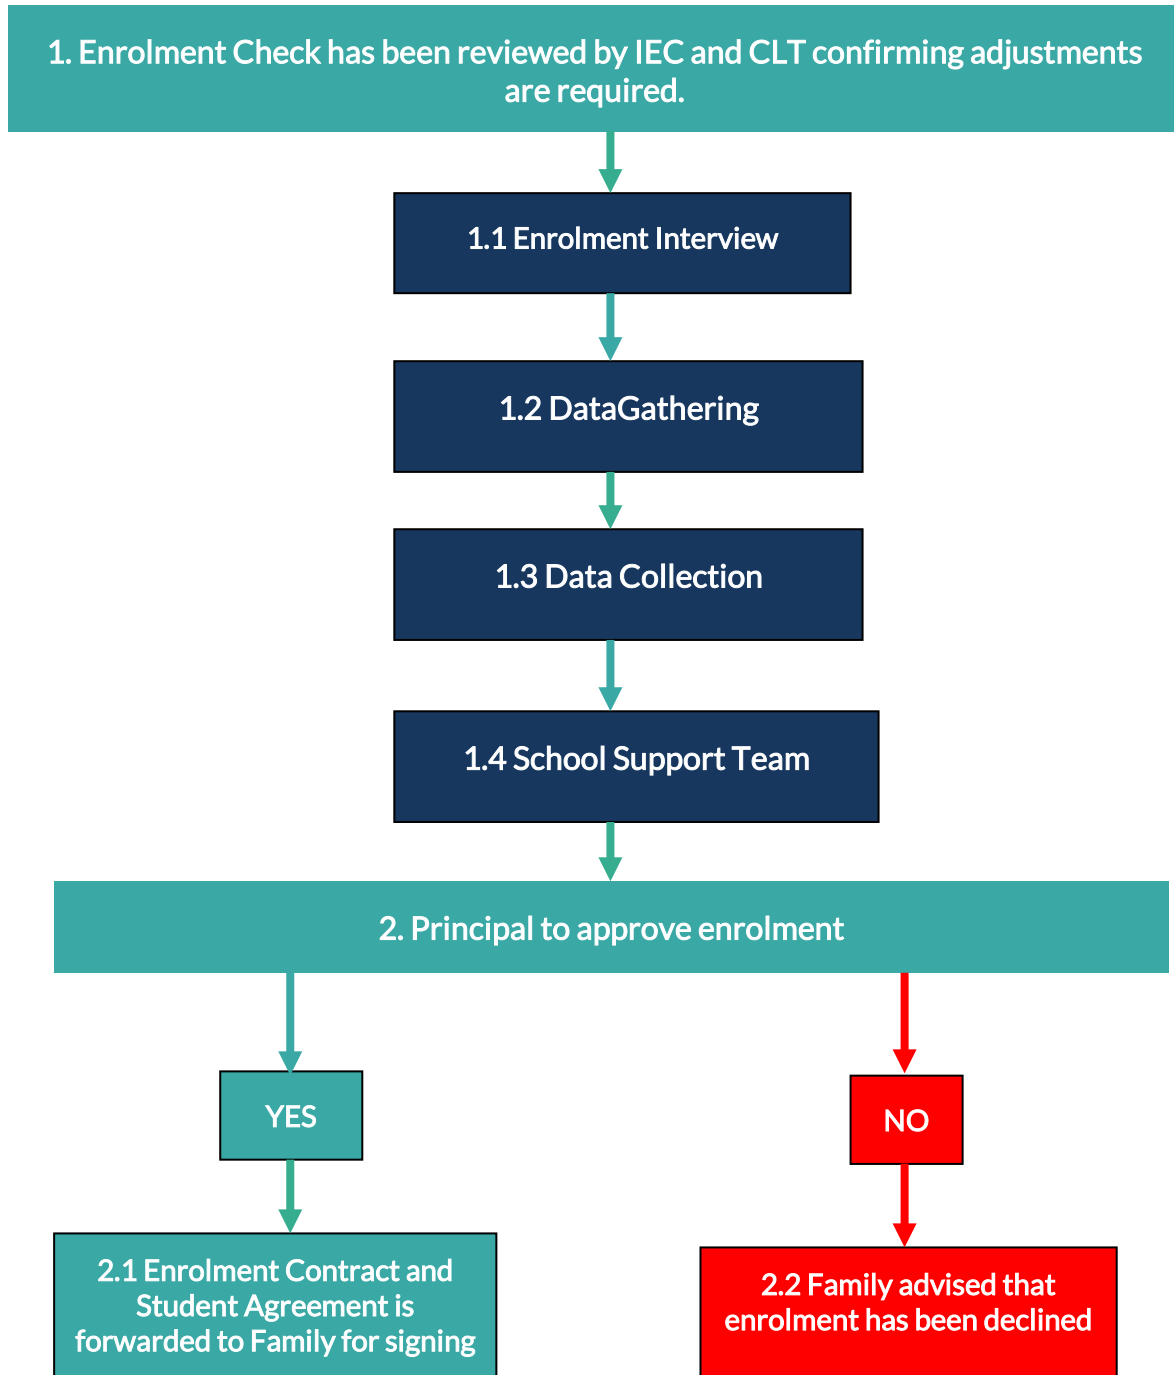 1. Enrolment Check has been reviewed by IEC and CLT confirming adjustments
are required.
1.1 Enrolment Interview
1.2 DataGathering
1.3 Data Collection
1.4 School Support Team
2. Principal to approve enrolment
YES
NO
2.1 Enrolment Contract and
Student Agreement is
forwarded to Family for signing
2.2 Family advised that
enrolment has been declined